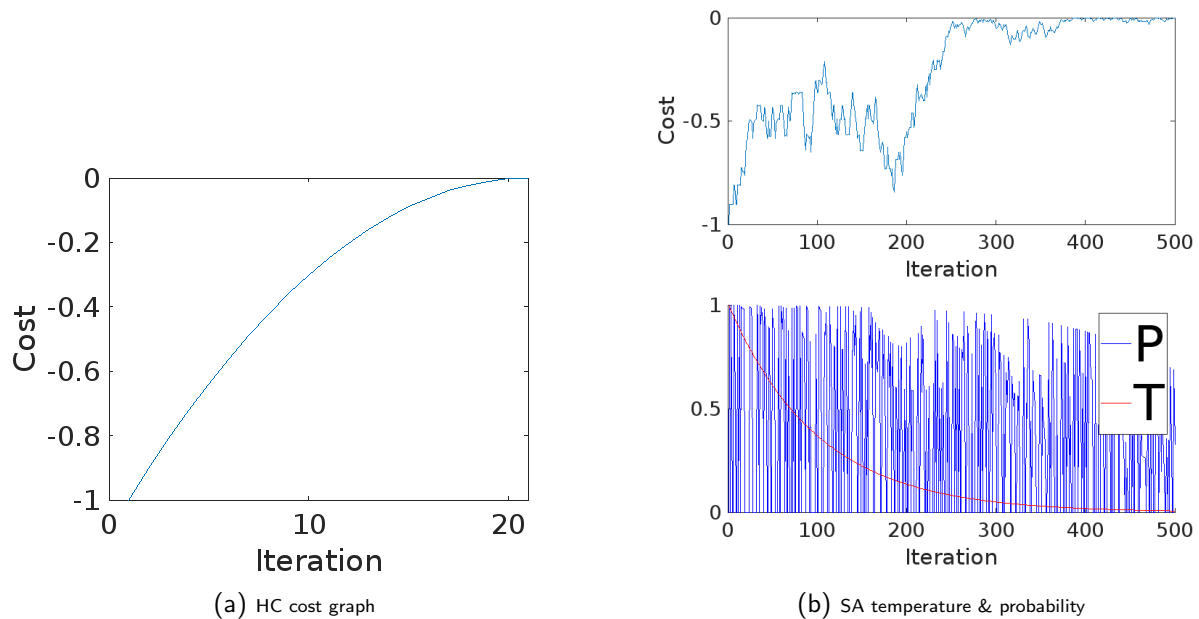 0
-0.2
-0.4
-0.6
-0.8
-1
Cost
0 10 20
Iteration
(a) HC cost graph
0
-0.5
-1
Cost
0 100 200 300 400 500
Iteration
1
0.5
0
P
T
0 100 200 300 400 500
Iteration
(b) SA temperature & probability